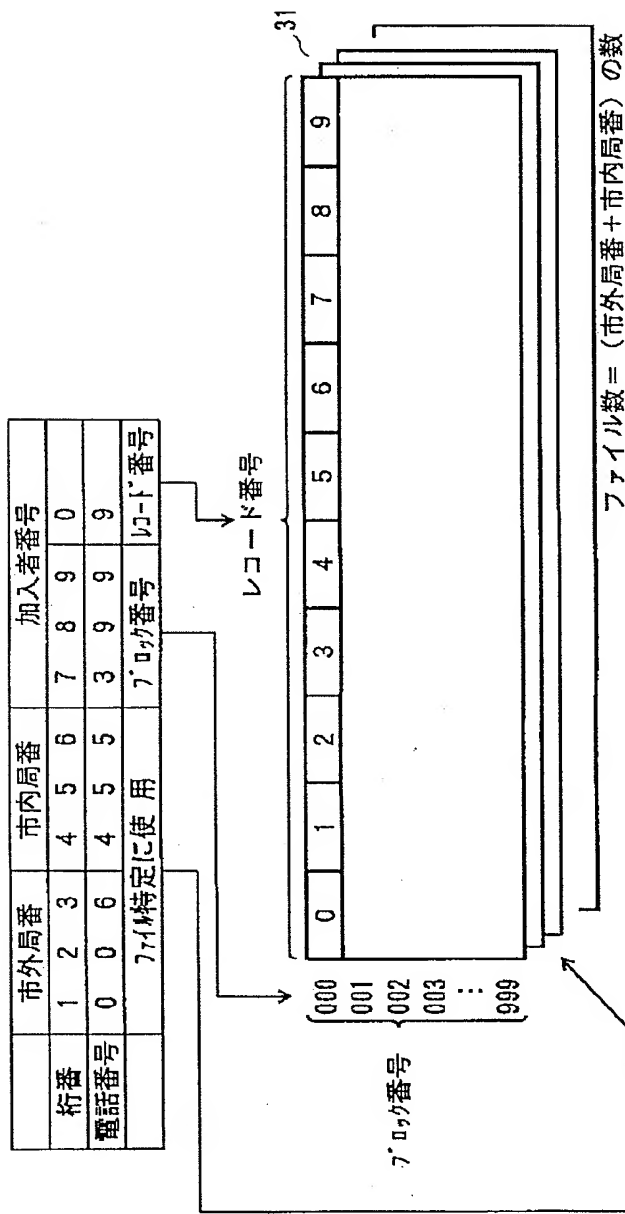 市外局番 市内局番 加入者番号
桁番 1 2 3 4 5 6 7 8 9 0
電話番号 0 0 6 4 5 5 3 9 9 9
ファイル特定に使用 ブロック番号 レコード番号
レコード番号
31
0 1 2 3 4 5 6 7 8 9
ブロック番号
000
001
002
003
⋮
999
ファイル数=(市外局番+市内局番)の数